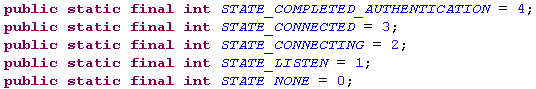 public static final int STATE_COMPLETED_AUTHENTICATION = 4;
public static final int STATE_CONNECTED = 3;
public static final int STATE_CONNECTING = 2;
public static final int STATE_LISTEN = 1;
public static final int STATE_NONE = 0;